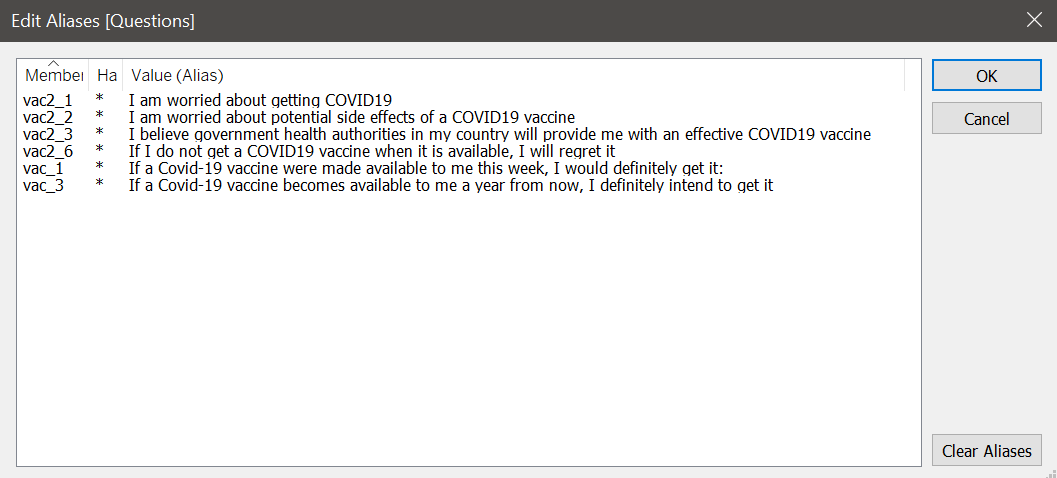 Edit Aliases [Questions]
Member Ha Value (Alias)
vac2_1 * I am worried about getting COVID19
vac2_2 * I am worried about potential side effects of a COVID19 vaccine
vac2_3 * I believe government health authorities in my country will provide me with an effective COVID19 vaccine
vac2_6 * If I do not get a COVID19 vaccine when it is available, I will regret it
vac_1 * If a Covid-19 vaccine were made available to me this week, I would definitely get it:
vac_3 * If a Covid-19 vaccine becomes available to me a year from now, I definitely intend to get it
OK
Cancel
Clear Aliases